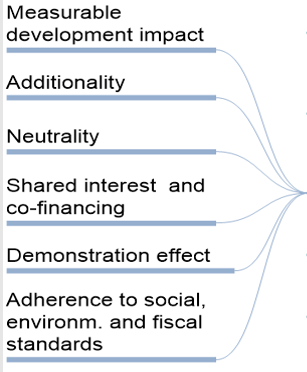 Measurable
development impact
Additionality
Neutrality
Shared interest and
co-financing
Demonstration effect
Adherence to social,
environm. and fiscal
standards